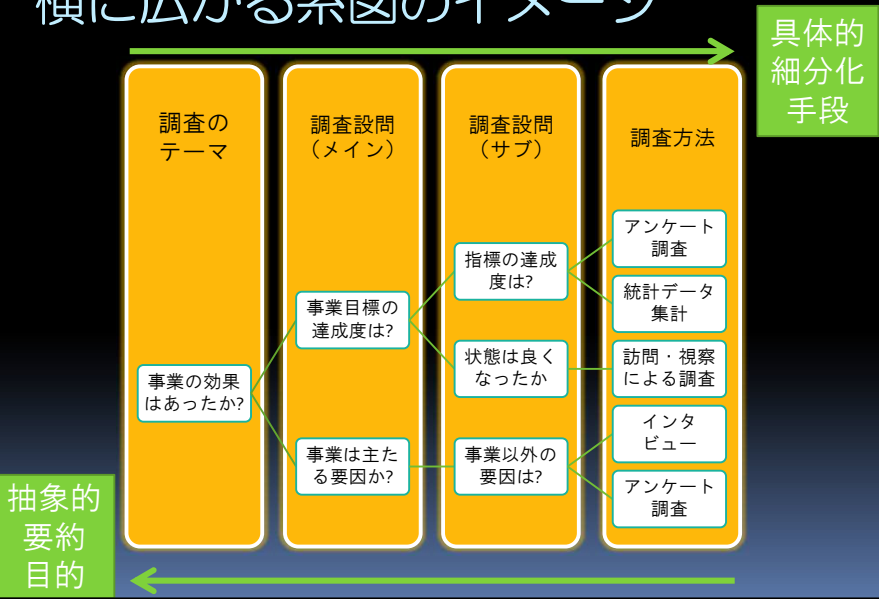 横に広がる系図のイメージ
具体的
細分化
手段
調査の
テーマ
調査設問
（メイン）
調査設問
（サブ）
調査方法
事業の効果
はあったか?
事業目標の
達成度は?
事業は主た
る要因か?
指標の達成
度は?
状態は良く
なったか
事業以外の
要因は?
アンケート
調査
統計データ
集計
訪問・視察
による調査
インタ
ビュー
アンケート
調査
抽象的
要約
目的